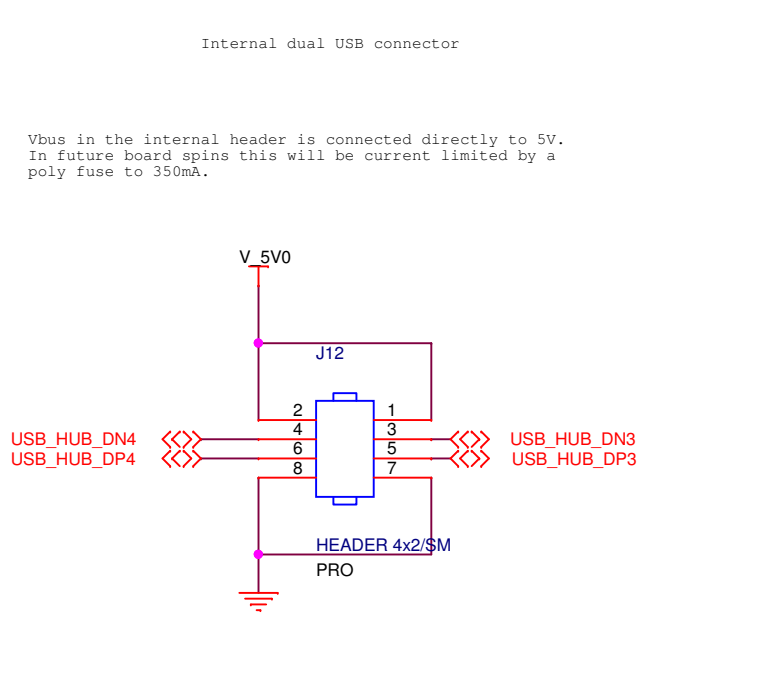 Internal dual USB connector
Vbus in the internal header is connected directly to 5V.
In future board spins this will be current limited by a
poly fuse to 350mA.
V_5V0
J12
2 1
USB_HUB_DN4 4 3 USB_HUB_DN3
USB_HUB_DP4 6 5 USB_HUB_DP3
8 7
HEADER 4x2/SM
PRO